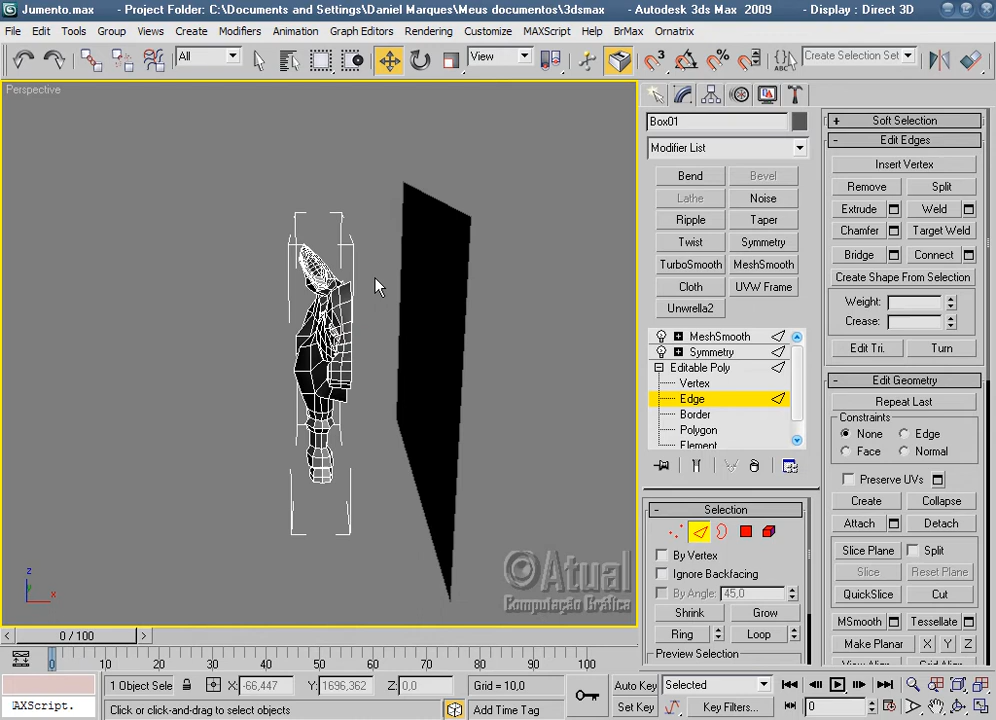 Jumento.max - Project Folder: C:\Documents and Settings\Daniel Marques\Meus documentos\3dsmax - Autodesk 3ds Max 2009 - Display : Direct 3D
File Edit Tools Group Views Create Modifiers Animation Graph Editors Rendering Customize MAXScript Help BrMax Ornatrix
All View Create Selection Set
Perspective
Box01
Modifier List
Bend Bevel
Lathe Noise
Ripple Taper
Twist Symmetry
TurboSmooth MeshSmooth
Cloth UVW Frame
Unwrella2
MeshSmooth
Symmetry
Editable Poly
Vertex
Edge
Border
Polygon
Element
Selection
By Vertex
Ignore Backfacing
By Angle: 45,0
Shrink Grow
Ring Loop
Preview Selection
Soft Selection
Edit Edges
Insert Vertex
Remove Split
Extrude Weld
Chamfer Target Weld
Bridge Connect
Create Shape From Selection
Weight:
Crease:
Edit Tri. Turn
Edit Geometry
Repeat Last
Constraints
None Edge
Face Normal
Preserve UVs
Create Collapse
Attach Detach
Slice Plane Split
Slice Reset Plane
QuickSlice Cut
MSmooth Tessellate
Make Planar X Y Z
View Align Grid Align
z
x
©Atual
Computação Gráfica
0 / 100
0 10 20 30 40 50 60 70 80 90 100
1 Object Sele X: -66,447 Y: 1696,362 Z: 0,0 Grid = 10,0 Auto Key Selected
AXScript. Click or click-and-drag to select objects Add Time Tag Set Key Key Filters... 0